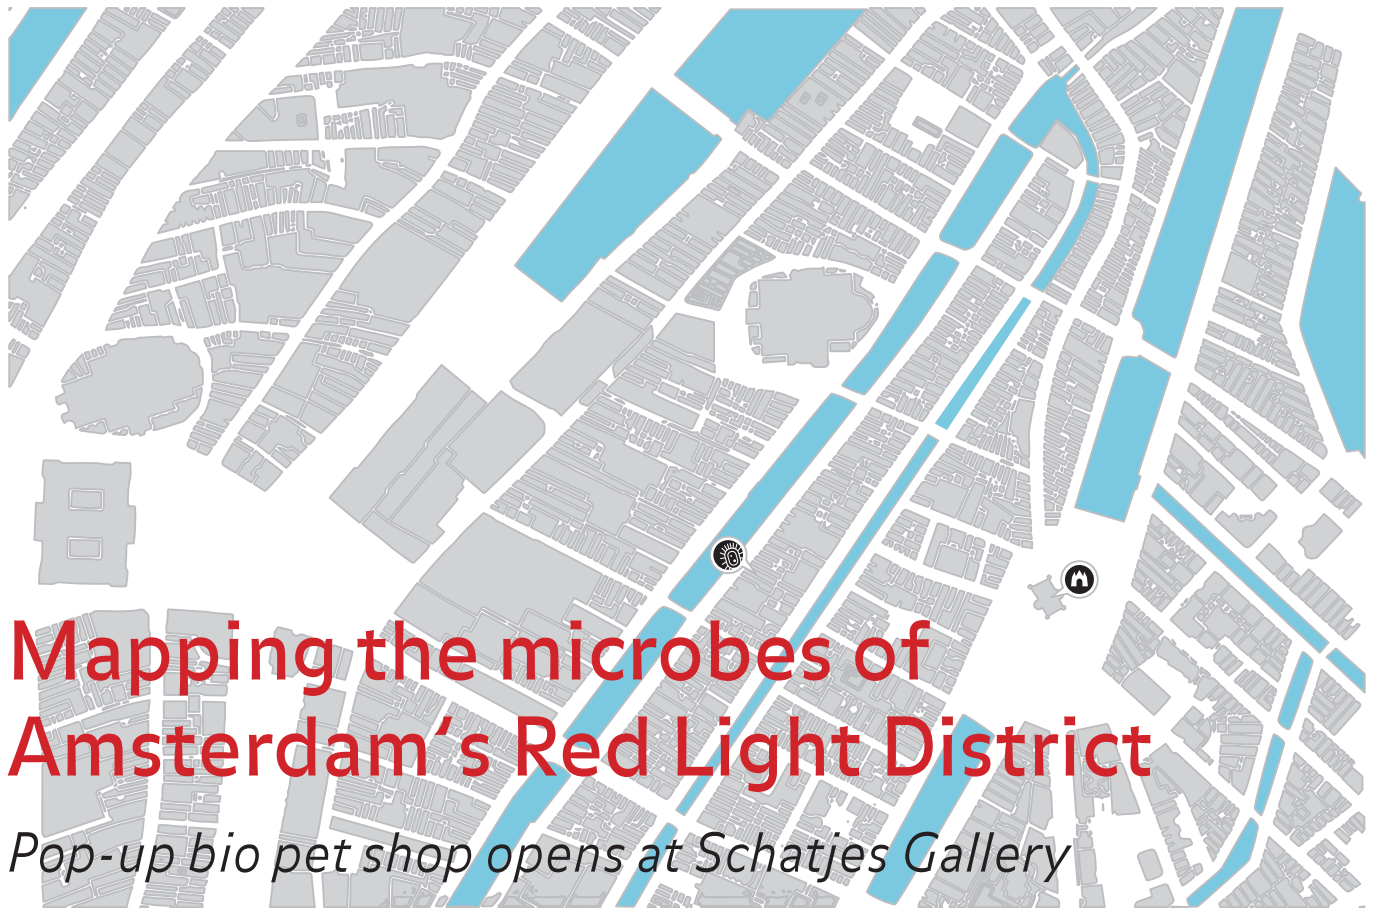 Mapping the microbes of
Amsterdam‘s Red Light District
Pop-up bio pet shop opens at Schatjes Gallery